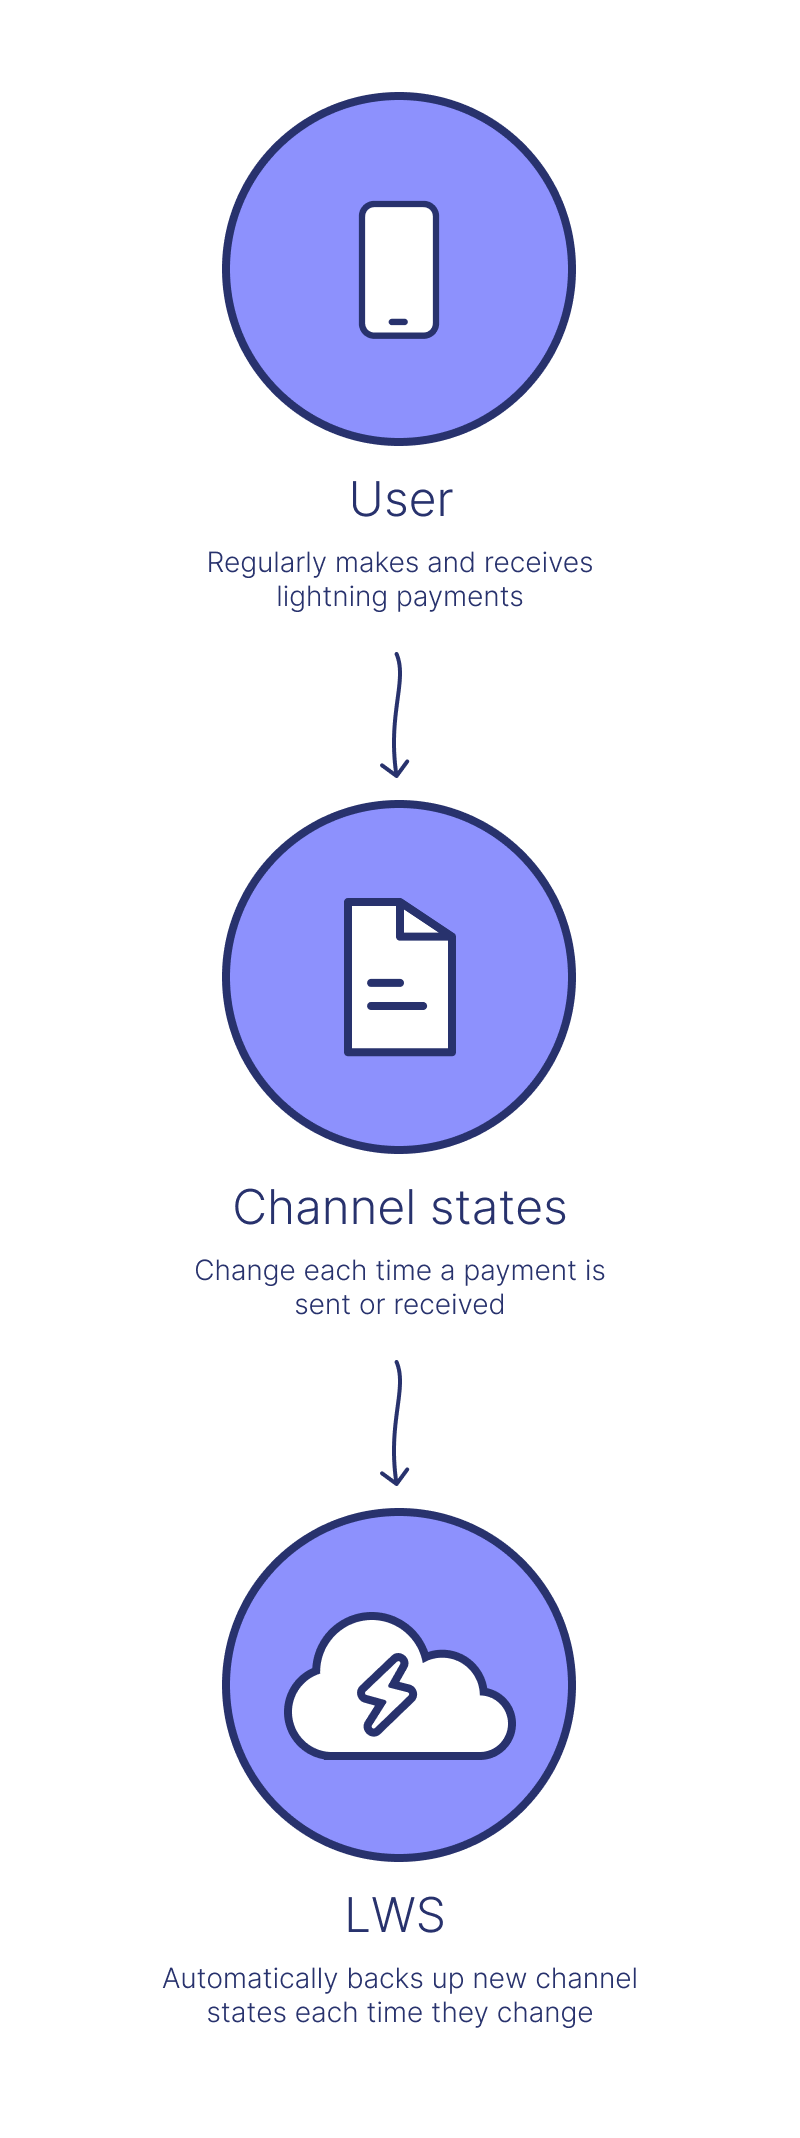 User
Regularly makes and receives
lightning payments
Channel states
Change each time a payment is
sent or received
LWS
Automatically backs up new channel
states each time they change